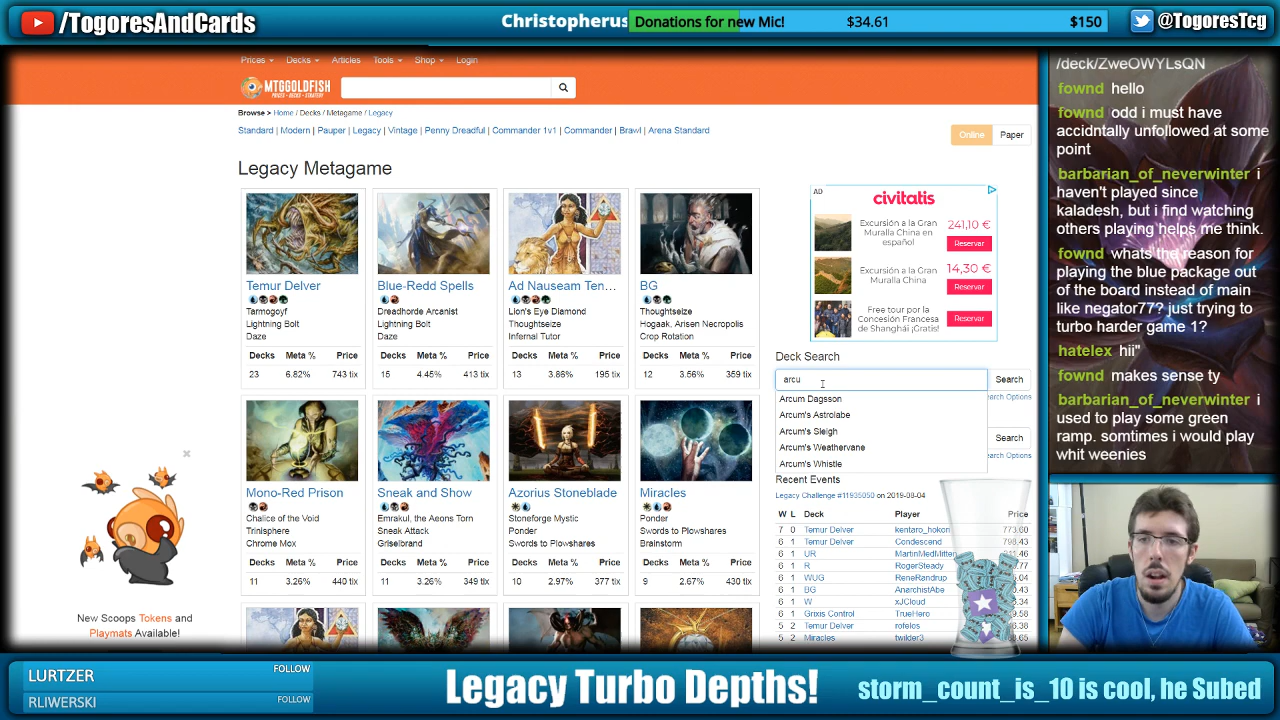 /TogoresAndCards
Christopherus
Donations for new Mic!
$34.61
$150
@TogoresTcg
Prices
Decks
Articles
Tools
Shop
Login
MTGGOLDFISH
PRICES • DECKS • STRATEGY
Browse > Home / Decks / Metagame / Legacy
Standard | Modern | Pauper | Legacy | Vintage | Penny Dreadful | Commander 1v1 | Commander | Brawl | Arena Standard
Online
Paper
Legacy Metagame
Temur Delver
Tarmogoyf
Lightning Bolt
Daze
Decks Meta % Price
23 6.82% 743 tix
Blue-Redd Spells
Dreadhorde Arcanist
Lightning Bolt
Daze
Decks Meta % Price
15 4.45% 413 tix
Ad Nauseam Ten...
Lion's Eye Diamond
Thoughtseize
Infernal Tutor
Decks Meta % Price
13 3.86% 195 tix
BG
Thoughtseize
Hogaak, Arisen Necropolis
Crop Rotation
Decks Meta % Price
12 3.56% 359 tix
Mono-Red Prison
Chalice of the Void
Trinisphere
Chrome Mox
Decks Meta % Price
11 3.26% 440 tix
Sneak and Show
Emrakul, the Aeons Torn
Sneak Attack
Griselbrand
Decks Meta % Price
11 3.26% 349 tix
Azorius Stoneblade
Stoneforge Mystic
Ponder
Swords to Plowshares
Decks Meta % Price
10 2.97% 377 tix
Miracles
Ponder
Swords to Plowshares
Brainstorm
Decks Meta % Price
9 2.67% 430 tix
AD
civitatis
Excursión a la Gran
Muralla China en
español
241,10 €
Reservar
Excursión a la Gran
Muralla China
14,30 €
Reservar
Free tour por la
Concesión Francesa
de Shanghái ¡Gratis!
Reservar
Deck Search
arcu
Search
Arcum Dagsson
Arcum's Astrolabe
Arcum's Sleigh
Arcum's Weathervane
Arcum's Whistle
Search
Recent Events
Legacy Challenge #11935050 on 2019-08-04
W L Deck Player Price
7 0 Temur Delver kentaro_hokon 773.60
6 1 Temur Delver Condescend 798.43
6 1 UR MartinMedMitten
6 1 R RogerSteady
6 1 WUG ReneRandrup
6 1 BG AnarchistAbe
6 1 W xJCloud
6 1 Grixis Control TrueHero
5 2 Temur Delver rofelos
5 2 Miracles twilder3
New Skoops Tokens and
Playmats Available!
/deck/ZweOWYLsQN
fownd hello
fownd odd i must have
accidntally unfollowed at some
point
barbarian_of_neverwinter i
haven't played since
kaladesh, but i find watching
others playing helps me think.
fownd whats the reason for
playing the blue package out
of the board instead of main
like negator77? just trying to
turbo harder game 1?
hatelex hii"
fownd makes sense ty
barbarian_of_neverwinter i
used to play some green
ramp. somtimes i would play
whit weenies
LURTZER FOLLOW
RLIWERSKI FOLLOW
Legacy Turbo Depths!
storm_count_is_10 is cool, he Subed